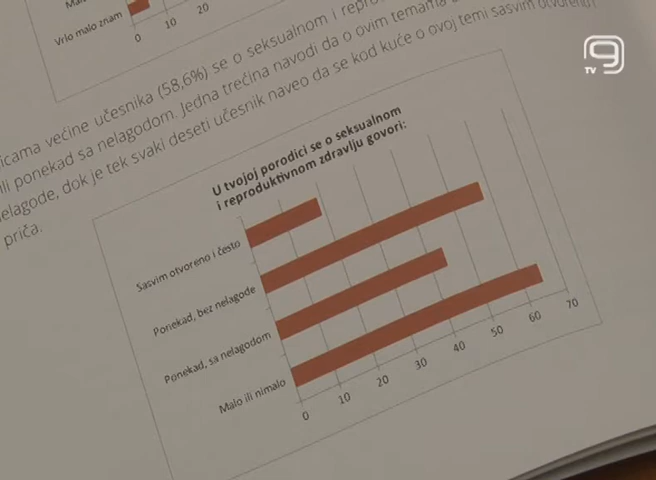 Vrlo malo znam
0 10 20
icama većine učesnika (58,6%) se o seksualnom i
ili ponekad sa nelagodom. Jedna trećina navodi da o ovim temama
nelagode, dok je tek svaki deseti učesnik naveo da se kod kuće o ovoj temi sasvim otvoreno
priča.
U tvojoj porodici se o seksualnom
i reproduktivnom zdravlju govori:
Sasvim otvoreno i često
Ponekad, bez nelagode
Ponekad, sa nelagodom
Malo ili nimalo
0 10 20 30 40 50 60 70
9
TV